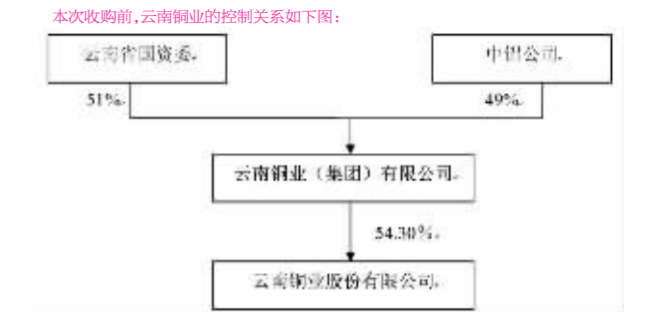 本次收购前,云南铜业的控制关系如下图:
云南省国资委
中铝公司
51%
49%
云南铜业（集团）有限公司
54.30%
云南铜业股份有限公司